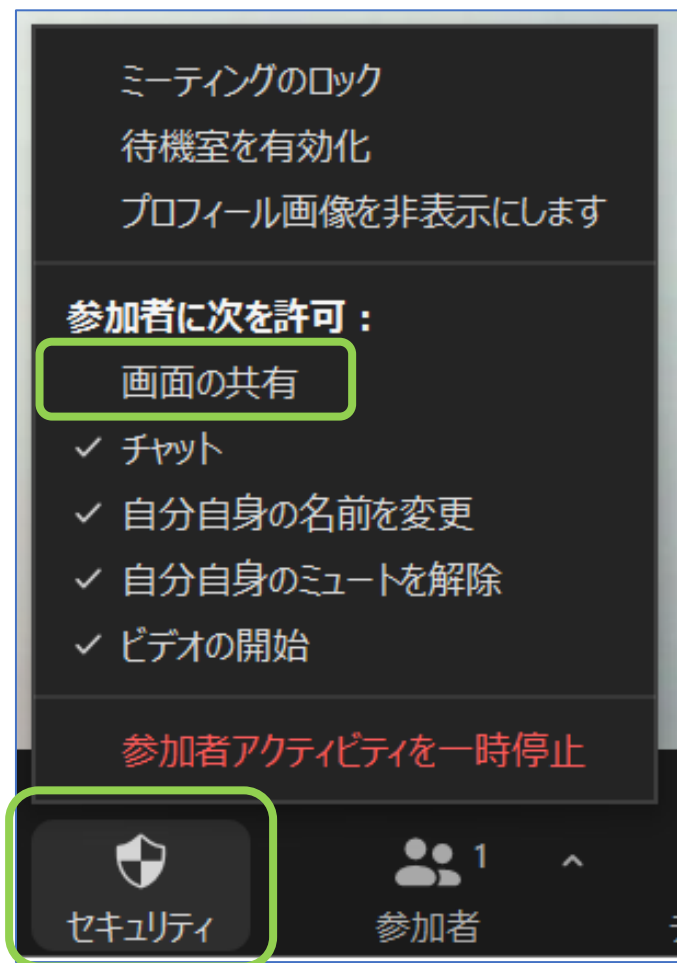 ミーティングのロック
待機室を有効化
プロフィール画像を非表示にします
参加者に次を許可：
画面の共有
✓ チャット
✓ 自分自身の名前を変更
✓ 自分自身のミュートを解除
✓ ビデオの開始
参加者アクティビティを一時停止
1
セキュリティ 参加者